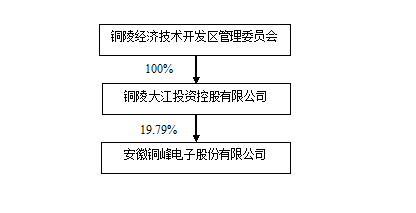 铜陵经济技术开发区管理委员会
100%
铜陵大江投资控股有限公司
19.79%
安徽铜峰电子股份有限公司